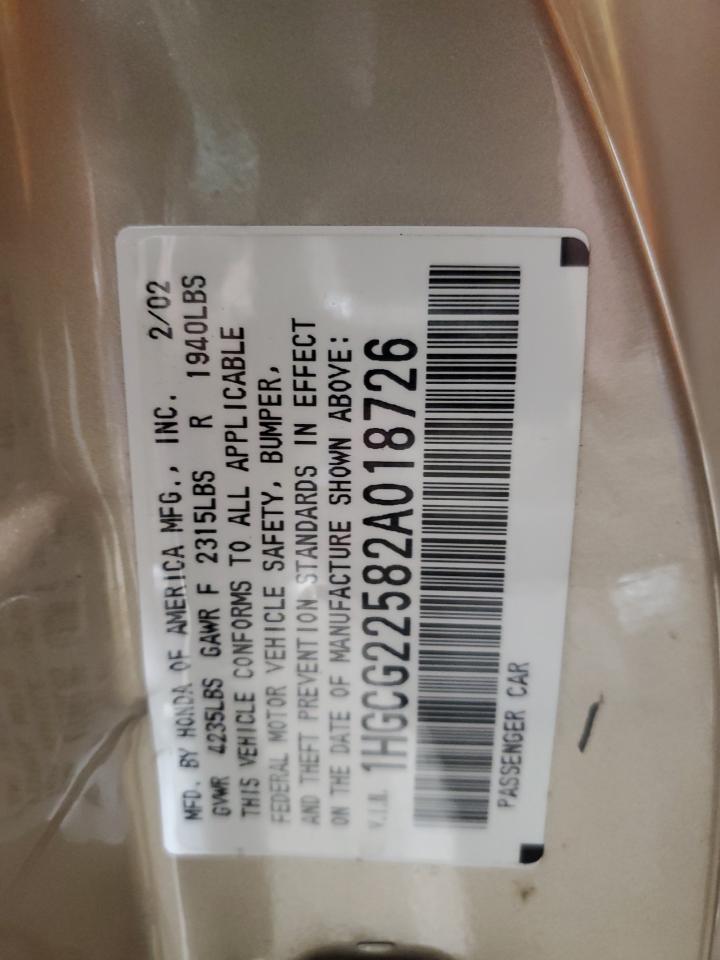 MFD. BY HONDA OF AMERICA MFG., INC. 2/02
GVWR 4235LBS GAWR F 2315LBS R 1940LBS
THIS VEHICLE CONFORMS TO ALL APPLICABLE
FEDERAL MOTOR VEHICLE SAFETY, BUMPER,
AND THEFT PREVENTION STANDARDS IN EFFECT
ON THE DATE OF MANUFACTURE SHOWN ABOVE:
V.I.N. 1HGCG22582A018726
PASSENGER CAR